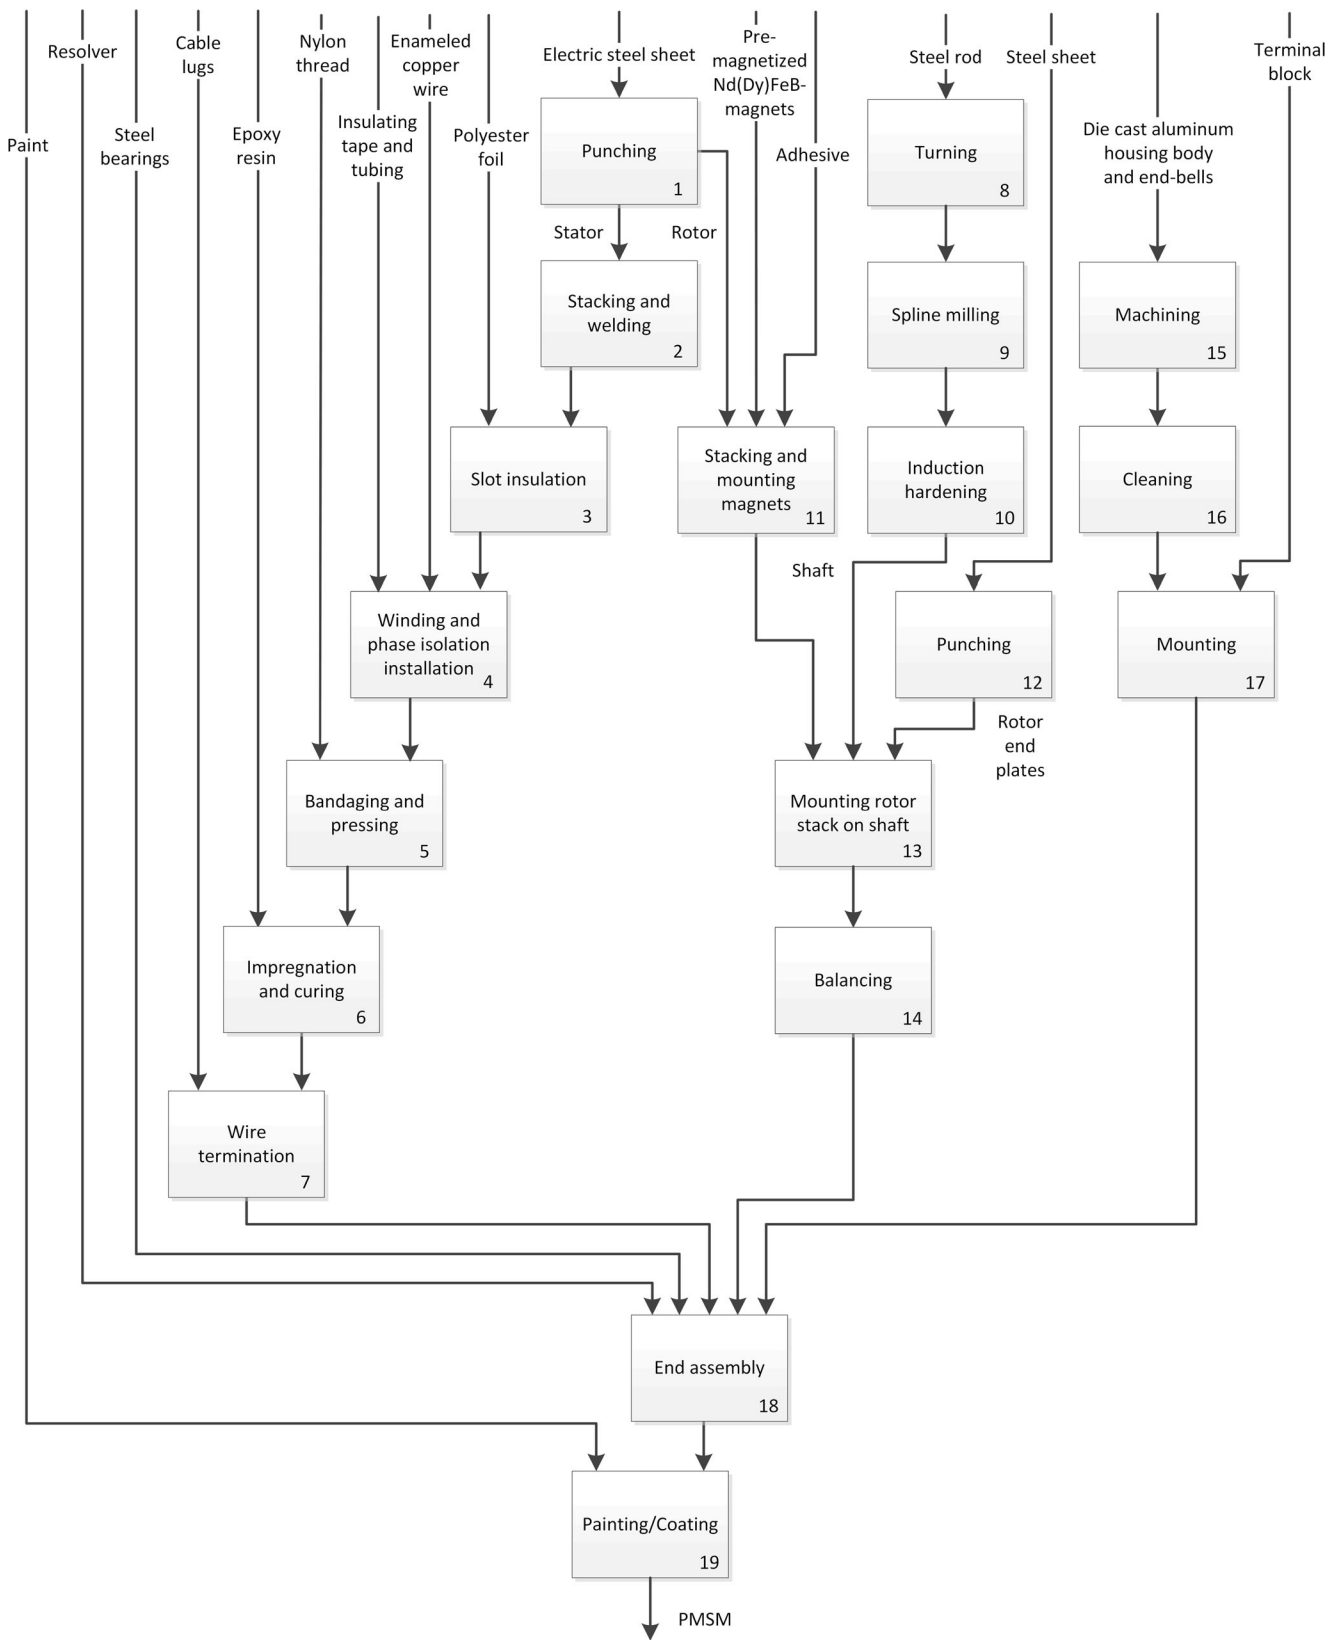 Paint
Resolver
Steel
bearings
Cable
lugs
Epoxy
resin
Nylon
thread
Insulating
tape and
tubing
Enameled
copper
wire
Polyester
foil
Electric steel sheet
Pre-
magnetized
Nd(Dy)FeB-
magnets
Adhesive
Steel rod
Steel sheet
Die cast aluminum
housing body
and end-bells
Terminal
block
Punching
1
Stator
Rotor
Turning
8
Stacking and
welding
2
Spline milling
9
Machining
15
Slot insulation
3
Stacking and
mounting
magnets
11
Induction
hardening
10
Cleaning
16
Shaft
Winding and
phase isolation
installation
4
Punching
12
Mounting
17
Rotor
end
plates
Bandaging and
pressing
5
Mounting rotor
stack on shaft
13
Impregnation
and curing
6
Balancing
14
Wire
termination
7
End assembly
18
Painting/Coating
19
PMSM